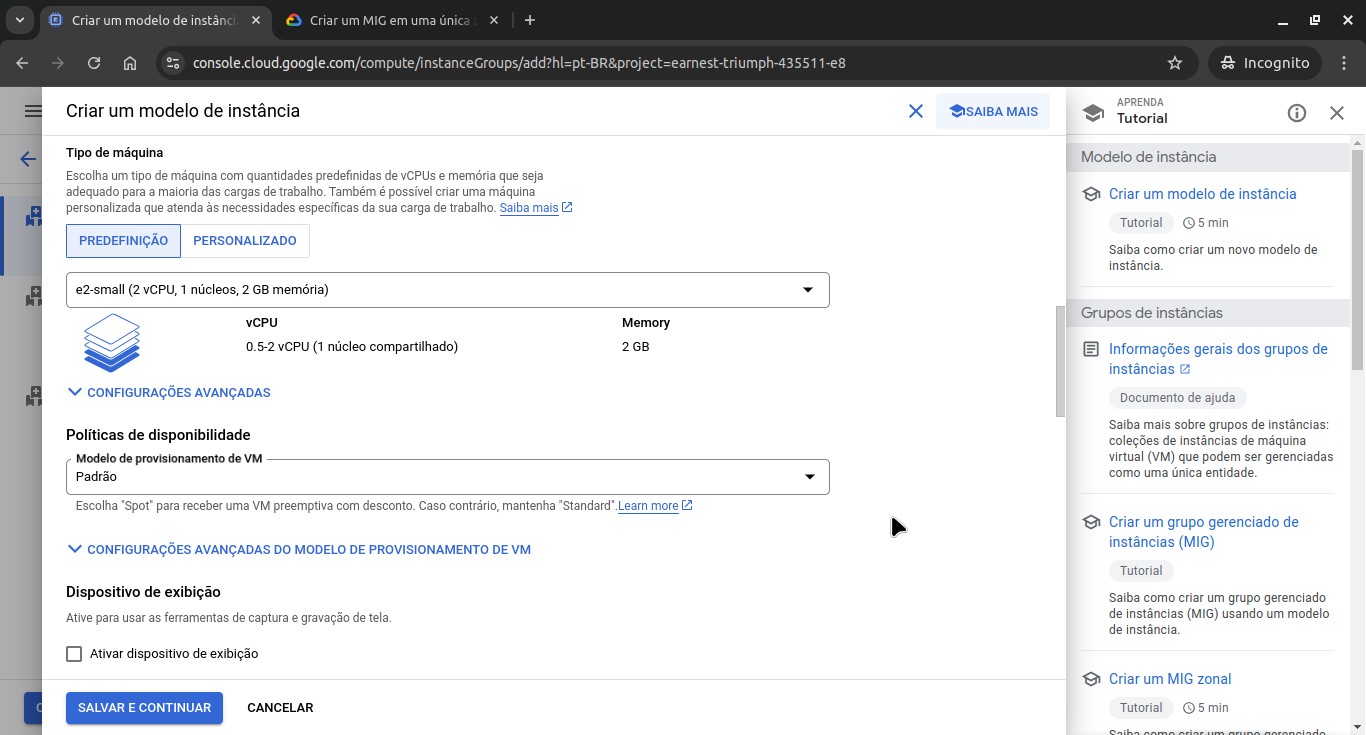 Criar um modelo de instânci
Criar um MIG em uma única
console.cloud.google.com/compute/instanceGroups/add?hl=pt-BR&project=earnest-triumph-435511-e8
Incognito
Criar um modelo de instância
SAIBA MAIS
Tipo de máquina
Escolha um tipo de máquina com quantidades predefinidas de vCPUs e memória que seja
adequado para a maioria das cargas de trabalho. Também é possível criar uma máquina
personalizada que atenda às necessidades específicas da sua carga de trabalho. Saiba mais
PREDEFINIÇÃO
PERSONALIZADO
e2-small (2 vCPU, 1 núcleos, 2 GB memória)
vCPU
Memory
0.5-2 vCPU (1 núcleo compartilhado)
2 GB
CONFIGURAÇÕES AVANÇADAS
Políticas de disponibilidade
Modelo de provisionamento de VM
Padrão
Escolha "Spot" para receber uma VM preemptiva com desconto. Caso contrário, mantenha "Standard".Learn more
CONFIGURAÇÕES AVANÇADAS DO MODELO DE PROVISIONAMENTO DE VM
Dispositivo de exibição
Ative para usar as ferramentas de captura e gravação de tela.
Ativar dispositivo de exibição
SALVAR E CONTINUAR
CANCELAR
APRENDA
Tutorial
Modelo de instância
Criar um modelo de instância
Tutorial
5 min
Saiba como criar um novo modelo de
instância.
Grupos de instâncias
Informações gerais dos grupos de
instâncias
Documento de ajuda
Saiba mais sobre grupos de instâncias:
coleções de instâncias de máquina
virtual (VM) que podem ser gerenciadas
como uma única entidade.
Criar um grupo gerenciado de
instâncias (MIG)
Tutorial
Saiba como criar um grupo gerenciado
de instâncias (MIG) usando um modelo
de instância.
Criar um MIG zonal
Tutorial
5 min
Saiba como criar um grupo gerenciado